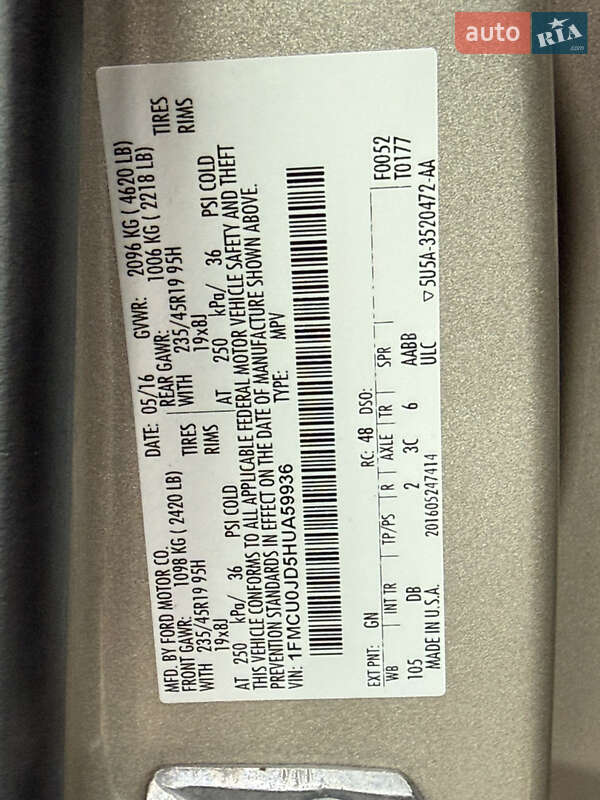 auto RIA.com
MFD. BY FORD MOTOR CO. DATE: 05/16 GVWR: 2096 KG ( 4620 LB)
FRONT GAWR: 1098 KG ( 2420 LB) REAR GAWR: 1006 KG ( 2218 LB)
WITH 235/45R19 95H TIRES WITH 235/45R19 95H TIRES
19x8J RIMS 19x8J RIMS
AT 250 kPa/ 36 PSI COLD AT 250 kPa/ 36 PSI COLD
THIS VEHICLE CONFORMS TO ALL APPLICABLE FEDERAL MOTOR VEHICLE SAFETY AND THEFT
PREVENTION STANDARDS IN EFFECT ON THE DATE OF MANUFACTURE SHOWN ABOVE.
VIN: 1FMCU0JD5HUA59936 TYPE: MPV
F0052
T0177
EXT PNT: GN RC: 48 DSO:
WB INT TR TP/PS R AXLE TR SPR
105 DB 2 3C 6 AABB
MADE IN U.S.A. 201605247414 ULC
▽5U5A-3520472-AA